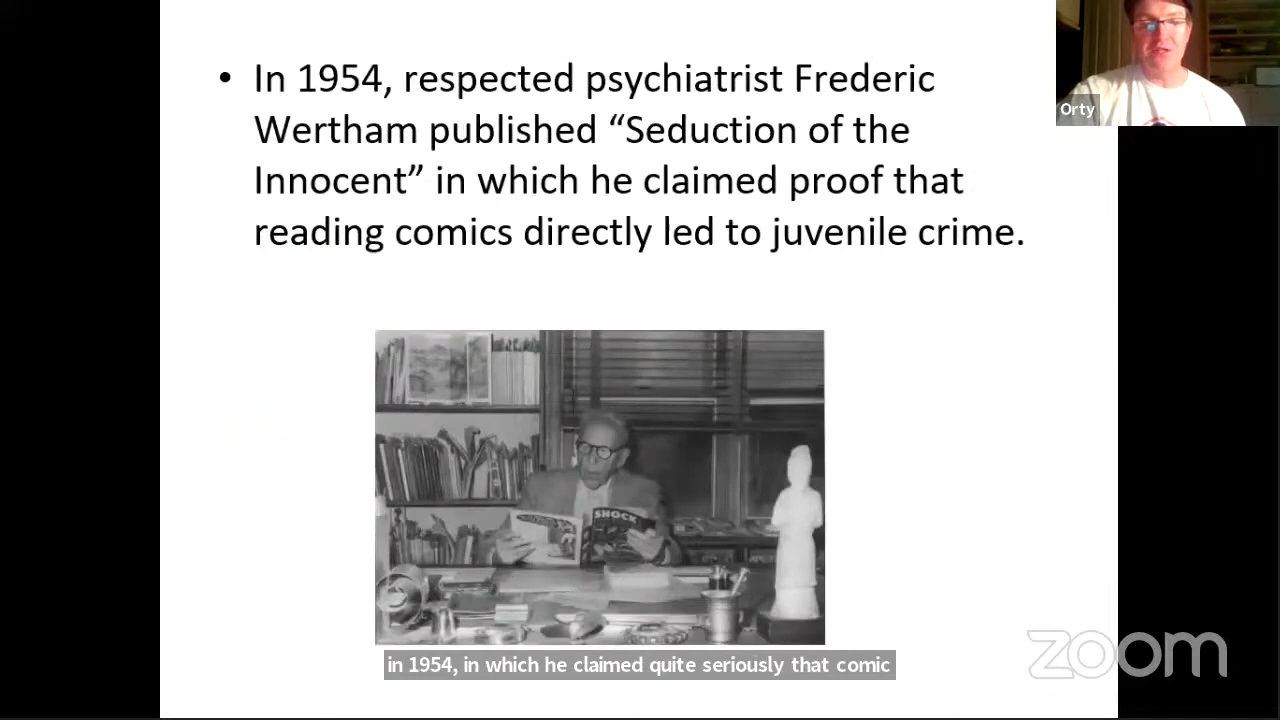 • In 1954, respected psychiatrist Frederic
Wertham published “Seduction of the
Innocent” in which he claimed proof that
reading comics directly led to juvenile crime.
Orty
SHOCK
in 1954, in which he claimed quite seriously that comic
zoom